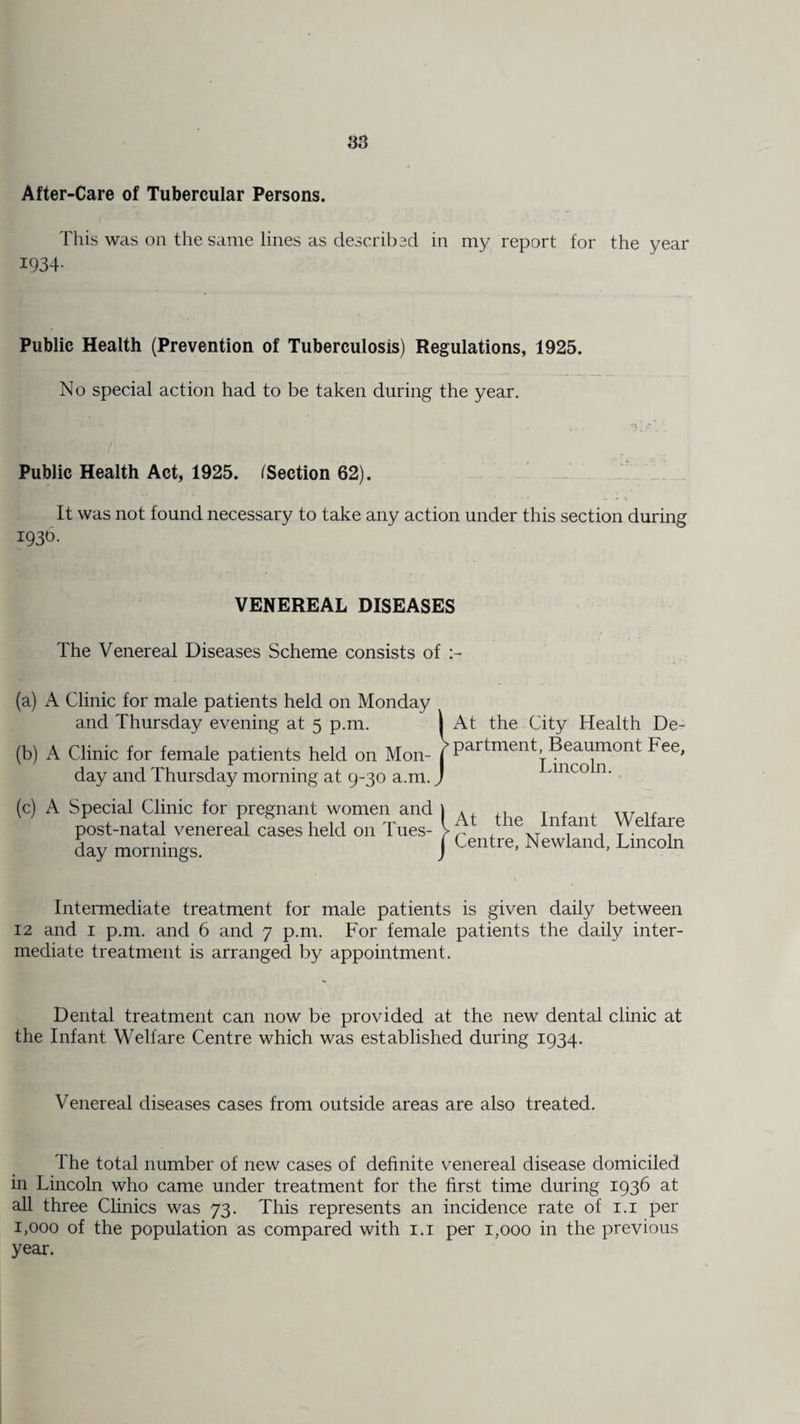 33
After-Care of Tubercular Persons.
This was on the same lines as described in my report for the year
1934.
Public Health (Prevention of Tuberculosis) Regulations, 1925.
No special action had to be taken during the year.
Public Health Act, 1925. (Section 62).
It was not found necessary to take any action under this section during
1936.
VENEREAL DISEASES
The Venereal Diseases Scheme consists of :-
(a) A Clinic for male patients held on Monday
and Thursday evening at 5 p.m.
(b) A Clinic for female patients held on Mon-
day and Thursday morning at 9-30 a.m.
At the City Health De-
partment, Beaumont Fee,
Lincoln.
(c) A Special Clinic for pregnant women and
post-natal venereal cases held on Tues-
day mornings.
At the Infant Welfare
Centre, Newland, Lincoln
Intermediate treatment for male patients is given daily between
12 and 1 p.m. and 6 and 7 p.m. For female patients the daily inter-
mediate treatment is arranged by appointment.
Dental treatment can now be provided at the new dental clinic at
the Infant Welfare Centre which was established during 1934.
Venereal diseases cases from outside areas are also treated.
The total number of new cases of definite venereal disease domiciled
in Lincoln who came under treatment for the first time during 1936 at
all three Clinics was 73. This represents an incidence rate of 1.1 per
1,000 of the population as compared with 1.1 per 1,000 in the previous
year.